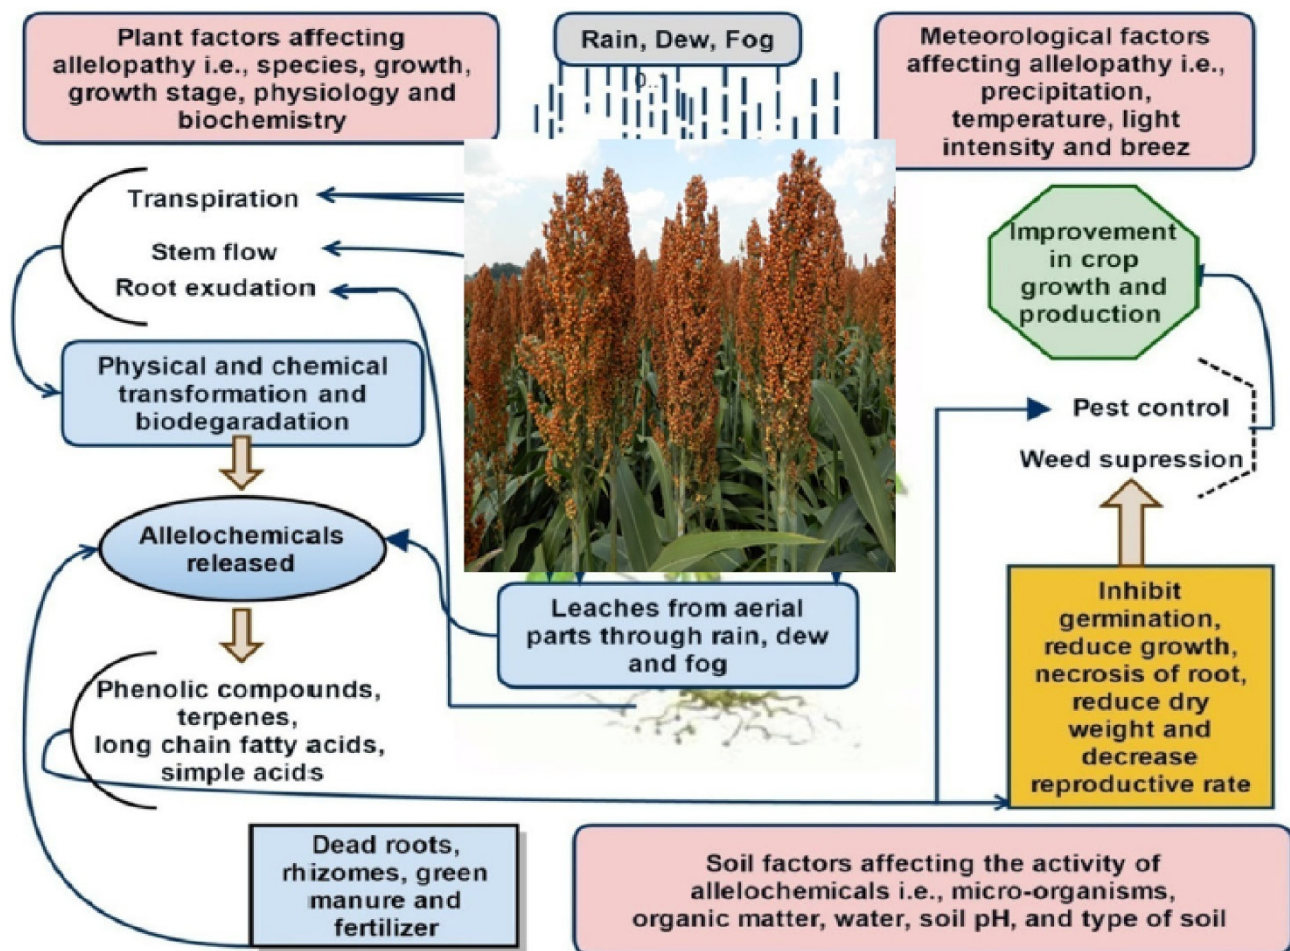 Plant factors affecting
allelopathy i.e., species, growth,
growth stage, physiology and
biochemistry
Rain, Dew, Fog
0..1
Meteorological factors
affecting allelopathy i.e.,
precipitation,
temperature, light
intensity and breez
Transpiration
Stem flow
Root exudation
Improvement
in crop
growth and
production
Physical and chemical
transformation and
biodegaradation
Pest control
Weed supression
Allelochemicals
released
Leaches from aerial
parts through rain, dew
and fog
Inhibit
germination,
reduce growth,
necrosis of root,
reduce dry
weight and
decrease
reproductive rate
Phenolic compounds,
terpenes,
long chain fatty acids,
simple acids
Dead roots,
rhizomes, green
manure and
fertilizer
Soil factors affecting the activity of
allelochemicals i.e., micro-organisms,
organic matter, water, soil pH, and type of soil